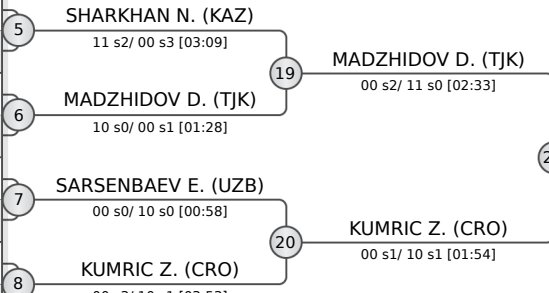 SHARKHAN N. (KAZ)
5
11 s2/ 00 s3 [03:09]
MADZHIDOV D. (TJK)
19
00 s2/ 11 s0 [02:33]
MADZHIDOV D. (TJK)
6
10 s0/ 00 s1 [01:28]
SARSENBAEV E. (UZB)
7
00 s0/ 10 s0 [00:58]
KUMRIC Z. (CRO)
20
00 s1/ 10 s1 [01:54]
KUMRIC Z. (CRO)
8